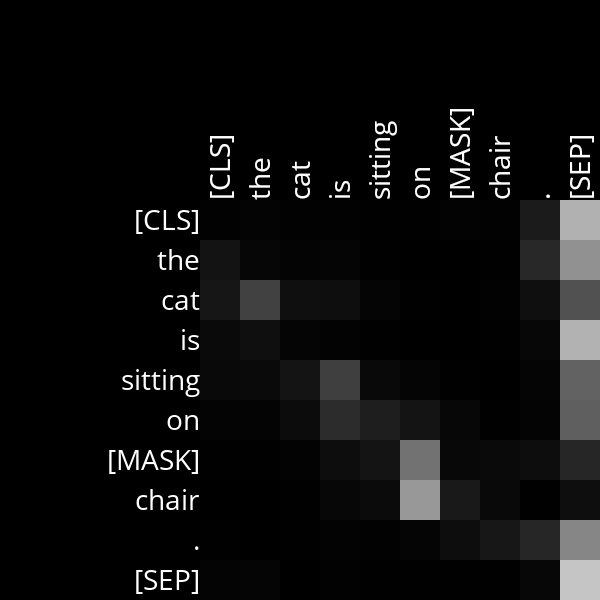 [CLS] the cat is sitting on [MASK] chair . [SEP]
[CLS]
the
cat
is
sitting
on
[MASK]
chair
.
[SEP]